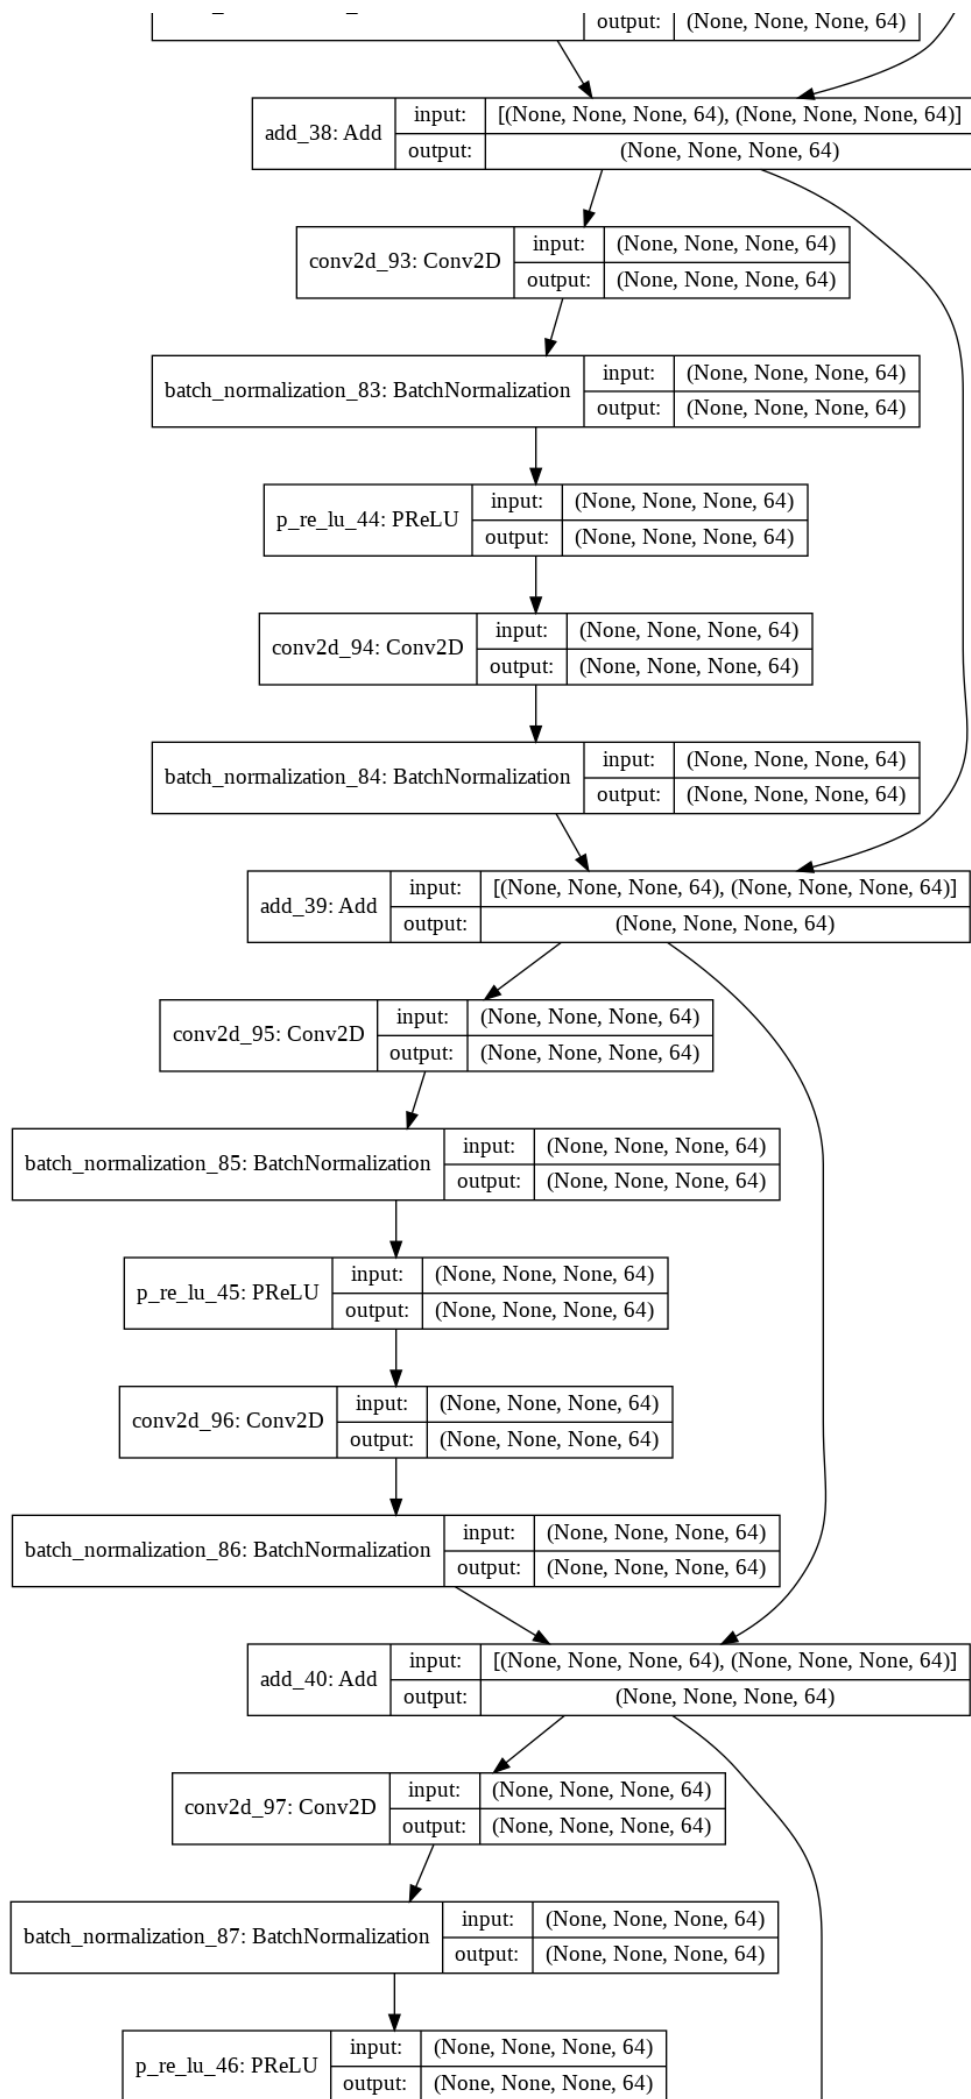 output: (None, None, None, 64)
add_38: Add input: [(None, None, None, 64), (None, None, None, 64)]
output: (None, None, None, 64)
conv2d_93: Conv2D input: (None, None, None, 64)
output: (None, None, None, 64)
batch_normalization_83: BatchNormalization input: (None, None, None, 64)
output: (None, None, None, 64)
p_re_lu_44: PReLU input: (None, None, None, 64)
output: (None, None, None, 64)
conv2d_94: Conv2D input: (None, None, None, 64)
output: (None, None, None, 64)
batch_normalization_84: BatchNormalization input: (None, None, None, 64)
output: (None, None, None, 64)
add_39: Add input: [(None, None, None, 64), (None, None, None, 64)]
output: (None, None, None, 64)
conv2d_95: Conv2D input: (None, None, None, 64)
output: (None, None, None, 64)
batch_normalization_85: BatchNormalization input: (None, None, None, 64)
output: (None, None, None, 64)
p_re_lu_45: PReLU input: (None, None, None, 64)
output: (None, None, None, 64)
conv2d_96: Conv2D input: (None, None, None, 64)
output: (None, None, None, 64)
batch_normalization_86: BatchNormalization input: (None, None, None, 64)
output: (None, None, None, 64)
add_40: Add input: [(None, None, None, 64), (None, None, None, 64)]
output: (None, None, None, 64)
conv2d_97: Conv2D input: (None, None, None, 64)
output: (None, None, None, 64)
batch_normalization_87: BatchNormalization input: (None, None, None, 64)
output: (None, None, None, 64)
p_re_lu_46: PReLU input: (None, None, None, 64)
output: (None, None, None, 64)